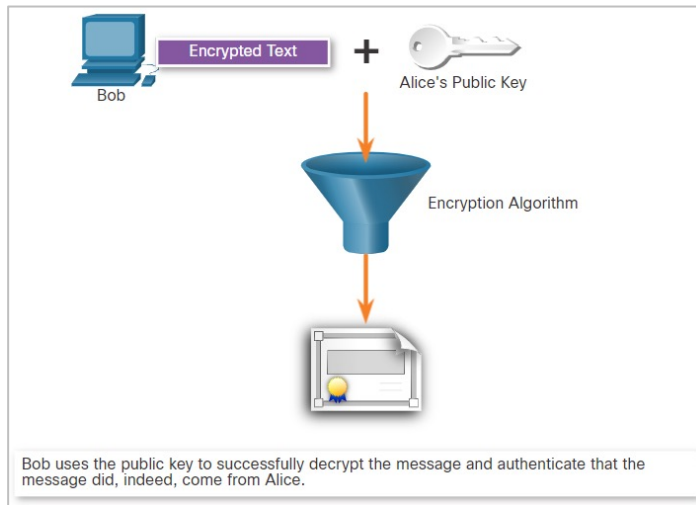 Encrypted Text
Bob
Alice's Public Key
Encryption Algorithm
Bob uses the public key to successfully decrypt the message and authenticate that the
message did, indeed, come from Alice.